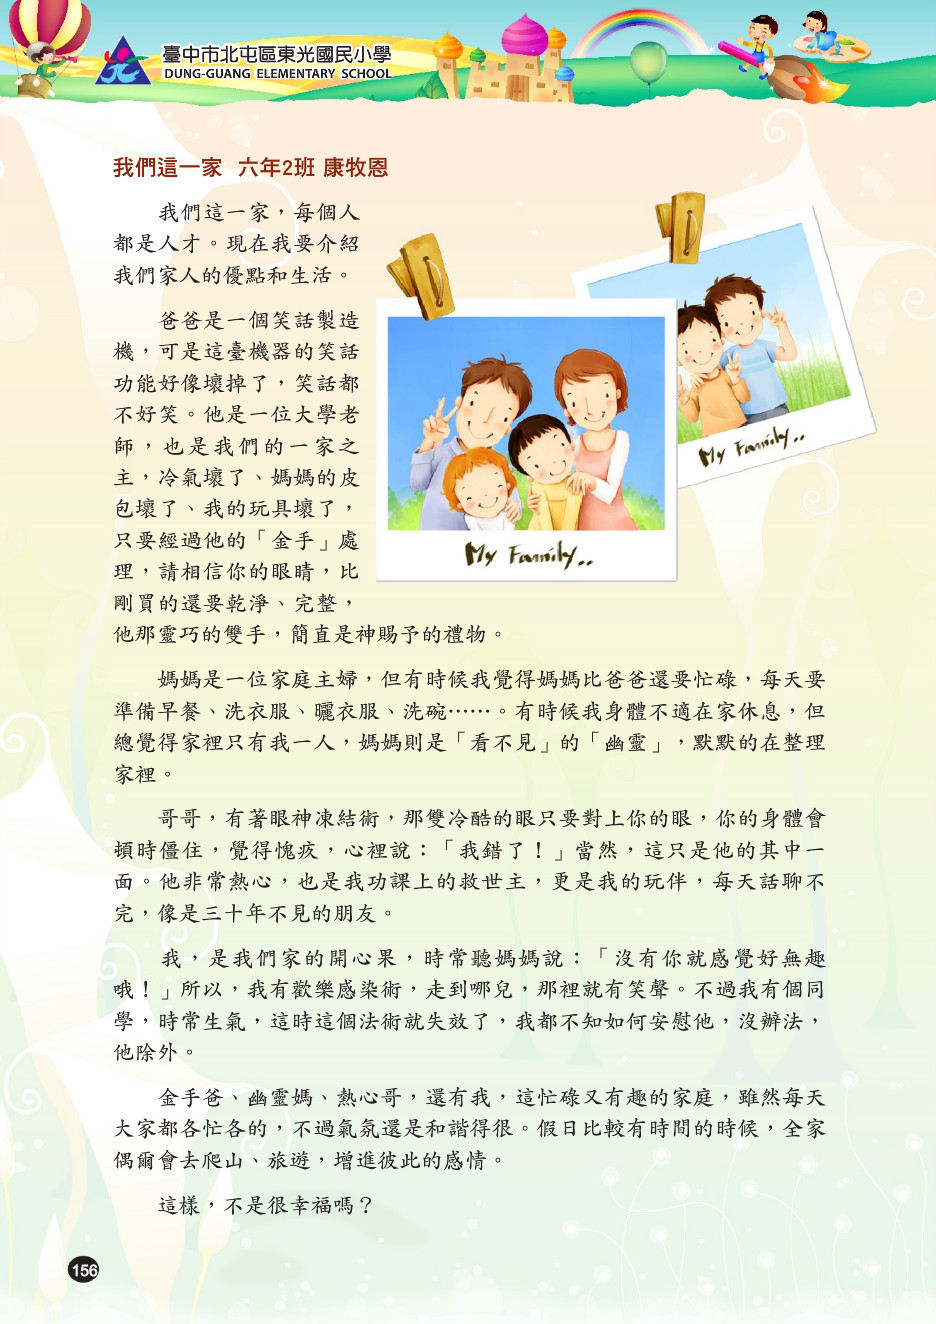 臺中市北屯區東光國民小學
DUNG-GUANG ELEMENTARY SCHOOL
我們這一家 六年2班 康牧恩
我們這一家，每個人
都是人才。現在我要介紹
我們家人的優點和生活。
爸爸是一個笑話製造
機，可是這臺機器的笑話
功能好像壞掉了，笑話都
不好笑。他是一位大學老
師，也是我們的一家之
主，冷氣壞了、媽媽的皮
包壞了、我的玩具壞了，
只要經過他的「金手」處
理，請相信你的眼睛，比
剛買的還要乾淨、完整，
他那靈巧的雙手，簡直是神賜予的禮物。
My Family..
My Family..
媽媽是一位家庭主婦，但有時候我覺得媽媽比爸爸還要忙碌，每天要
準備早餐、洗衣服、曬衣服、洗碗……。有時候我身體不適在家休息，但
總覺得家裡只有我一人，媽媽則是「看不見」的「幽靈」，默默的在整理
家裡。
哥哥，有著眼神凍結術，那雙冷酷的眼只要對上你的眼，你的身體會
頓時僵住，覺得愧疚，心裡說：「我錯了！」當然，這只是他的其中一
面。他非常熱心，也是我功課上的救世主，更是我的玩伴，每天話聊不
完，像是三十年不見的朋友。
我，是我們家的開心果，時常聽媽媽說：「沒有你就感覺好無趣
哦！」所以，我有歡樂感染術，走到哪兒，那裡就有笑聲。不過我有個同
學，時常生氣，這時這個法術就失效了，我都不知如何安慰他，沒辦法，
他除外。
金手爸、幽靈媽、熱心哥，還有我，這忙碌又有趣的家庭，雖然每天
大家都各忙各的，不過氣氛還是和諧得很。假日比較有時間的時候，全家
偶爾會去爬山、旅遊，增進彼此的感情。
這樣，不是很幸福嗎？
156